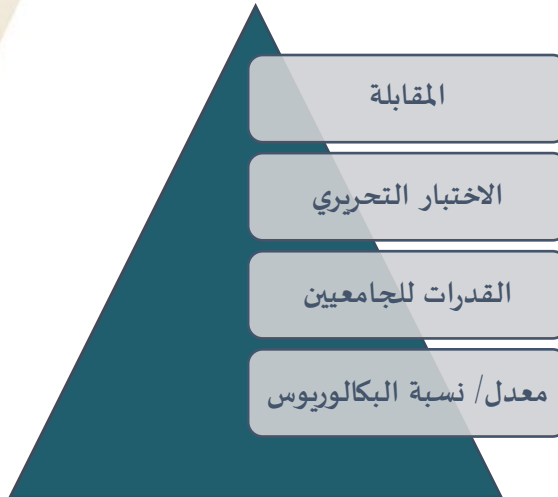 المقابلة
الاختبار التحريري
القدرات للجامعيين
معدل/ نسبة البكالوريوس